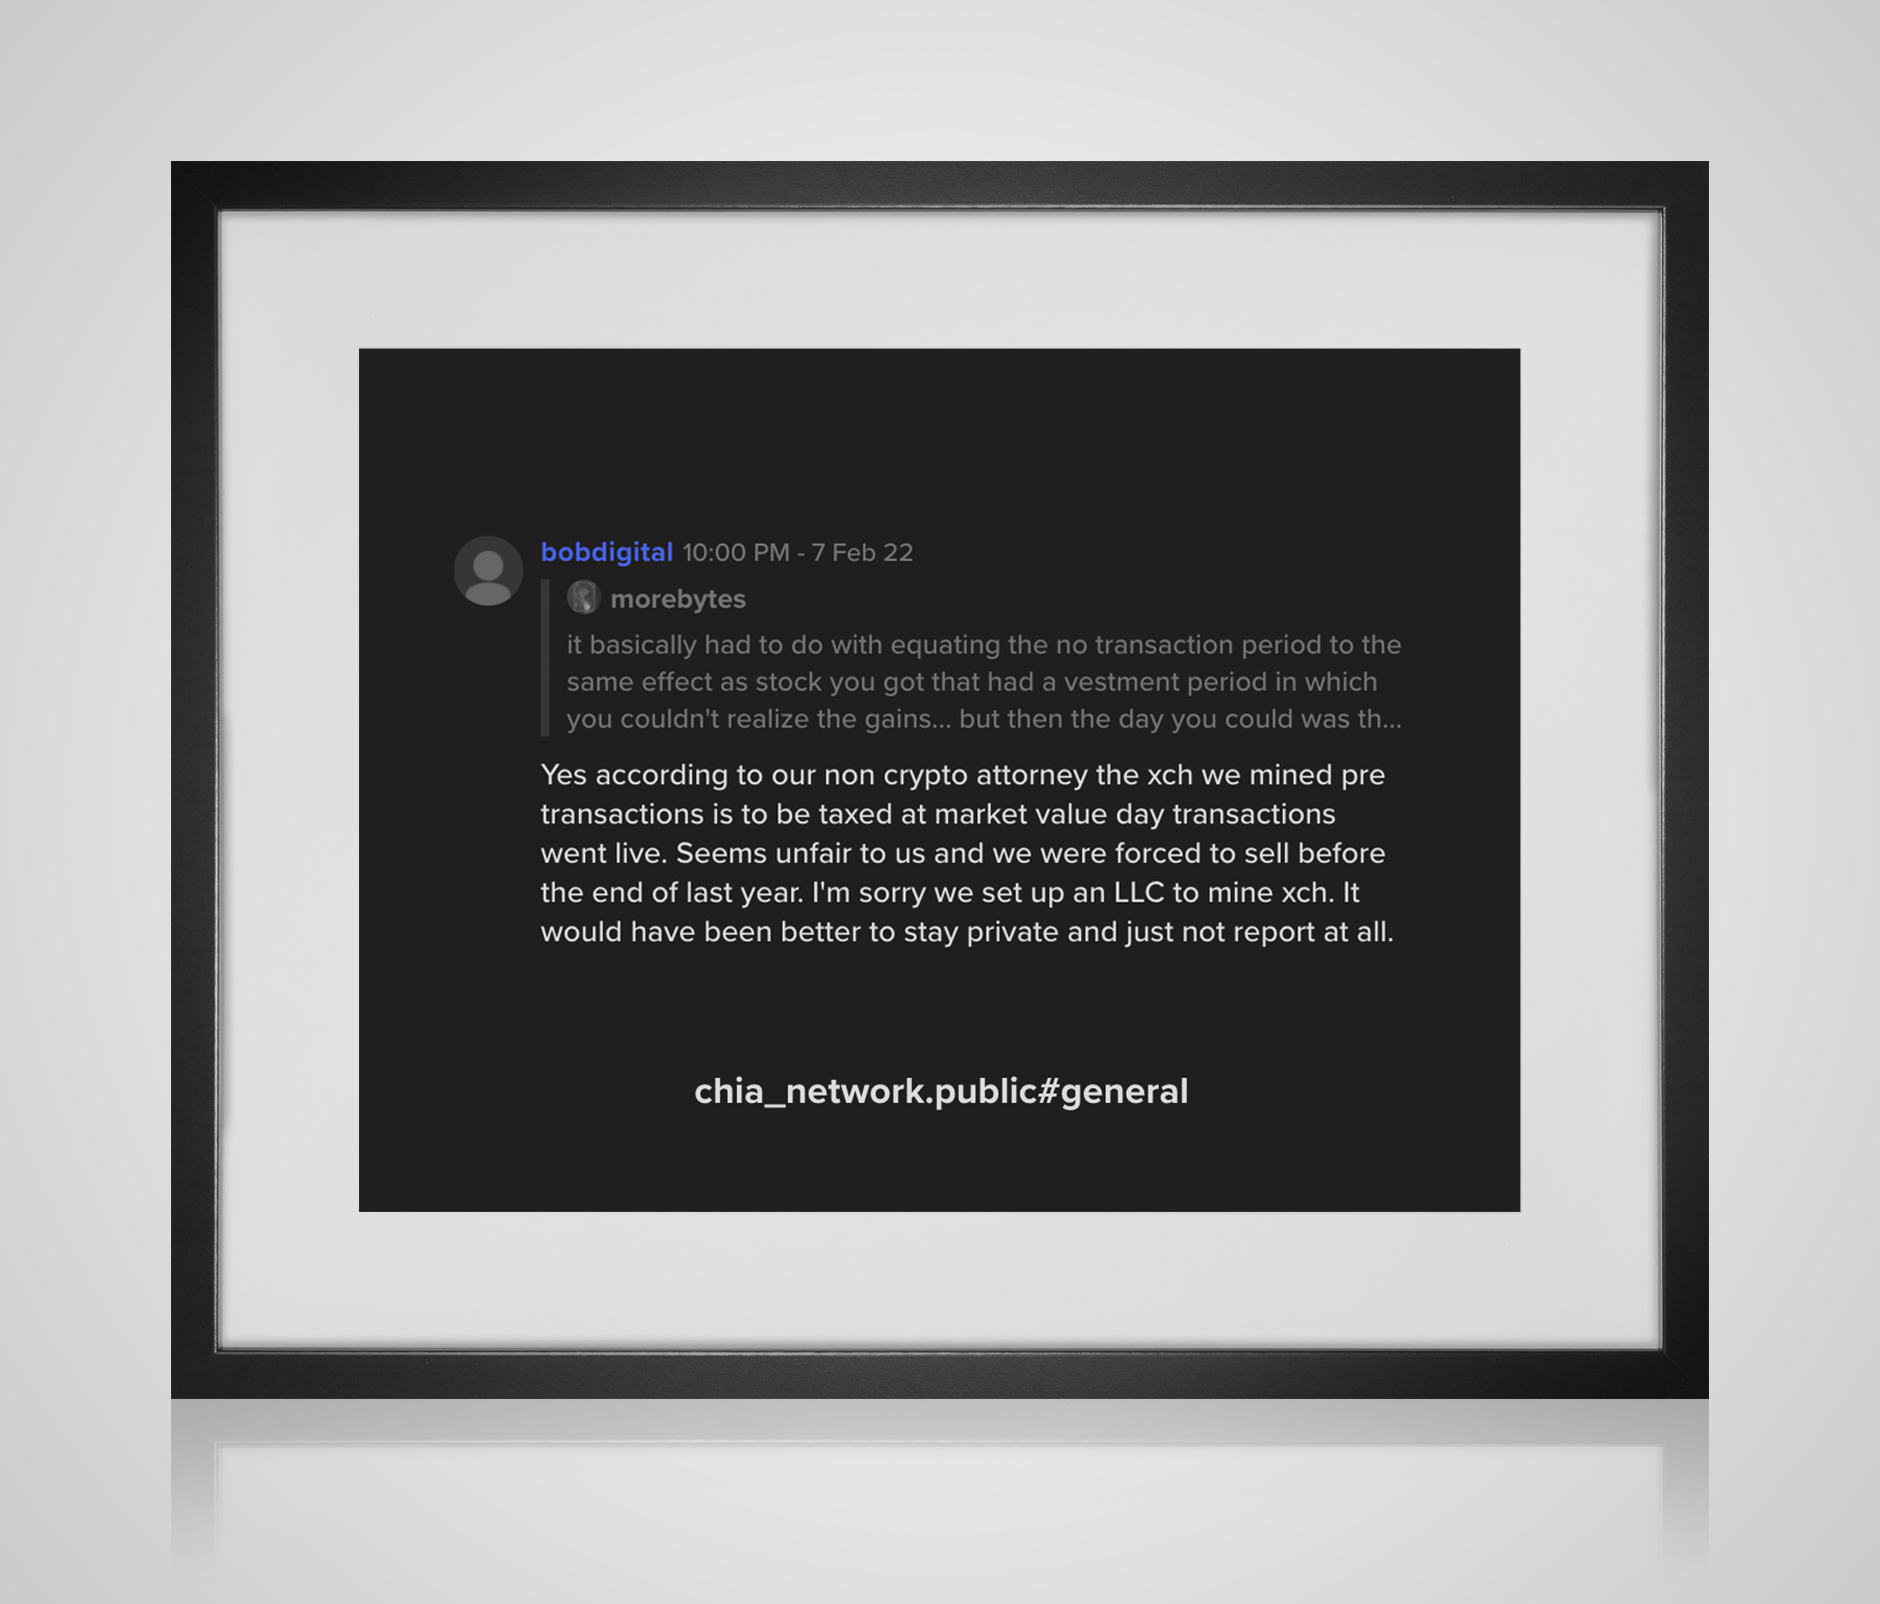 bobdigital 10:00 PM - 7 Feb 22
morebytes
it basically had to do with equating the no transaction period to the
same effect as stock you got that had a vestment period in which
you couldn't realize the gains... but then the day you could was th...
Yes according to our non crypto attorney the xch we mined pre
transactions is to be taxed at market value day transactions
went live. Seems unfair to us and we were forced to sell before
the end of last year. I'm sorry we set up an LLC to mine xch. It
would have been better to stay private and just not report at all.
chia_network.public#general